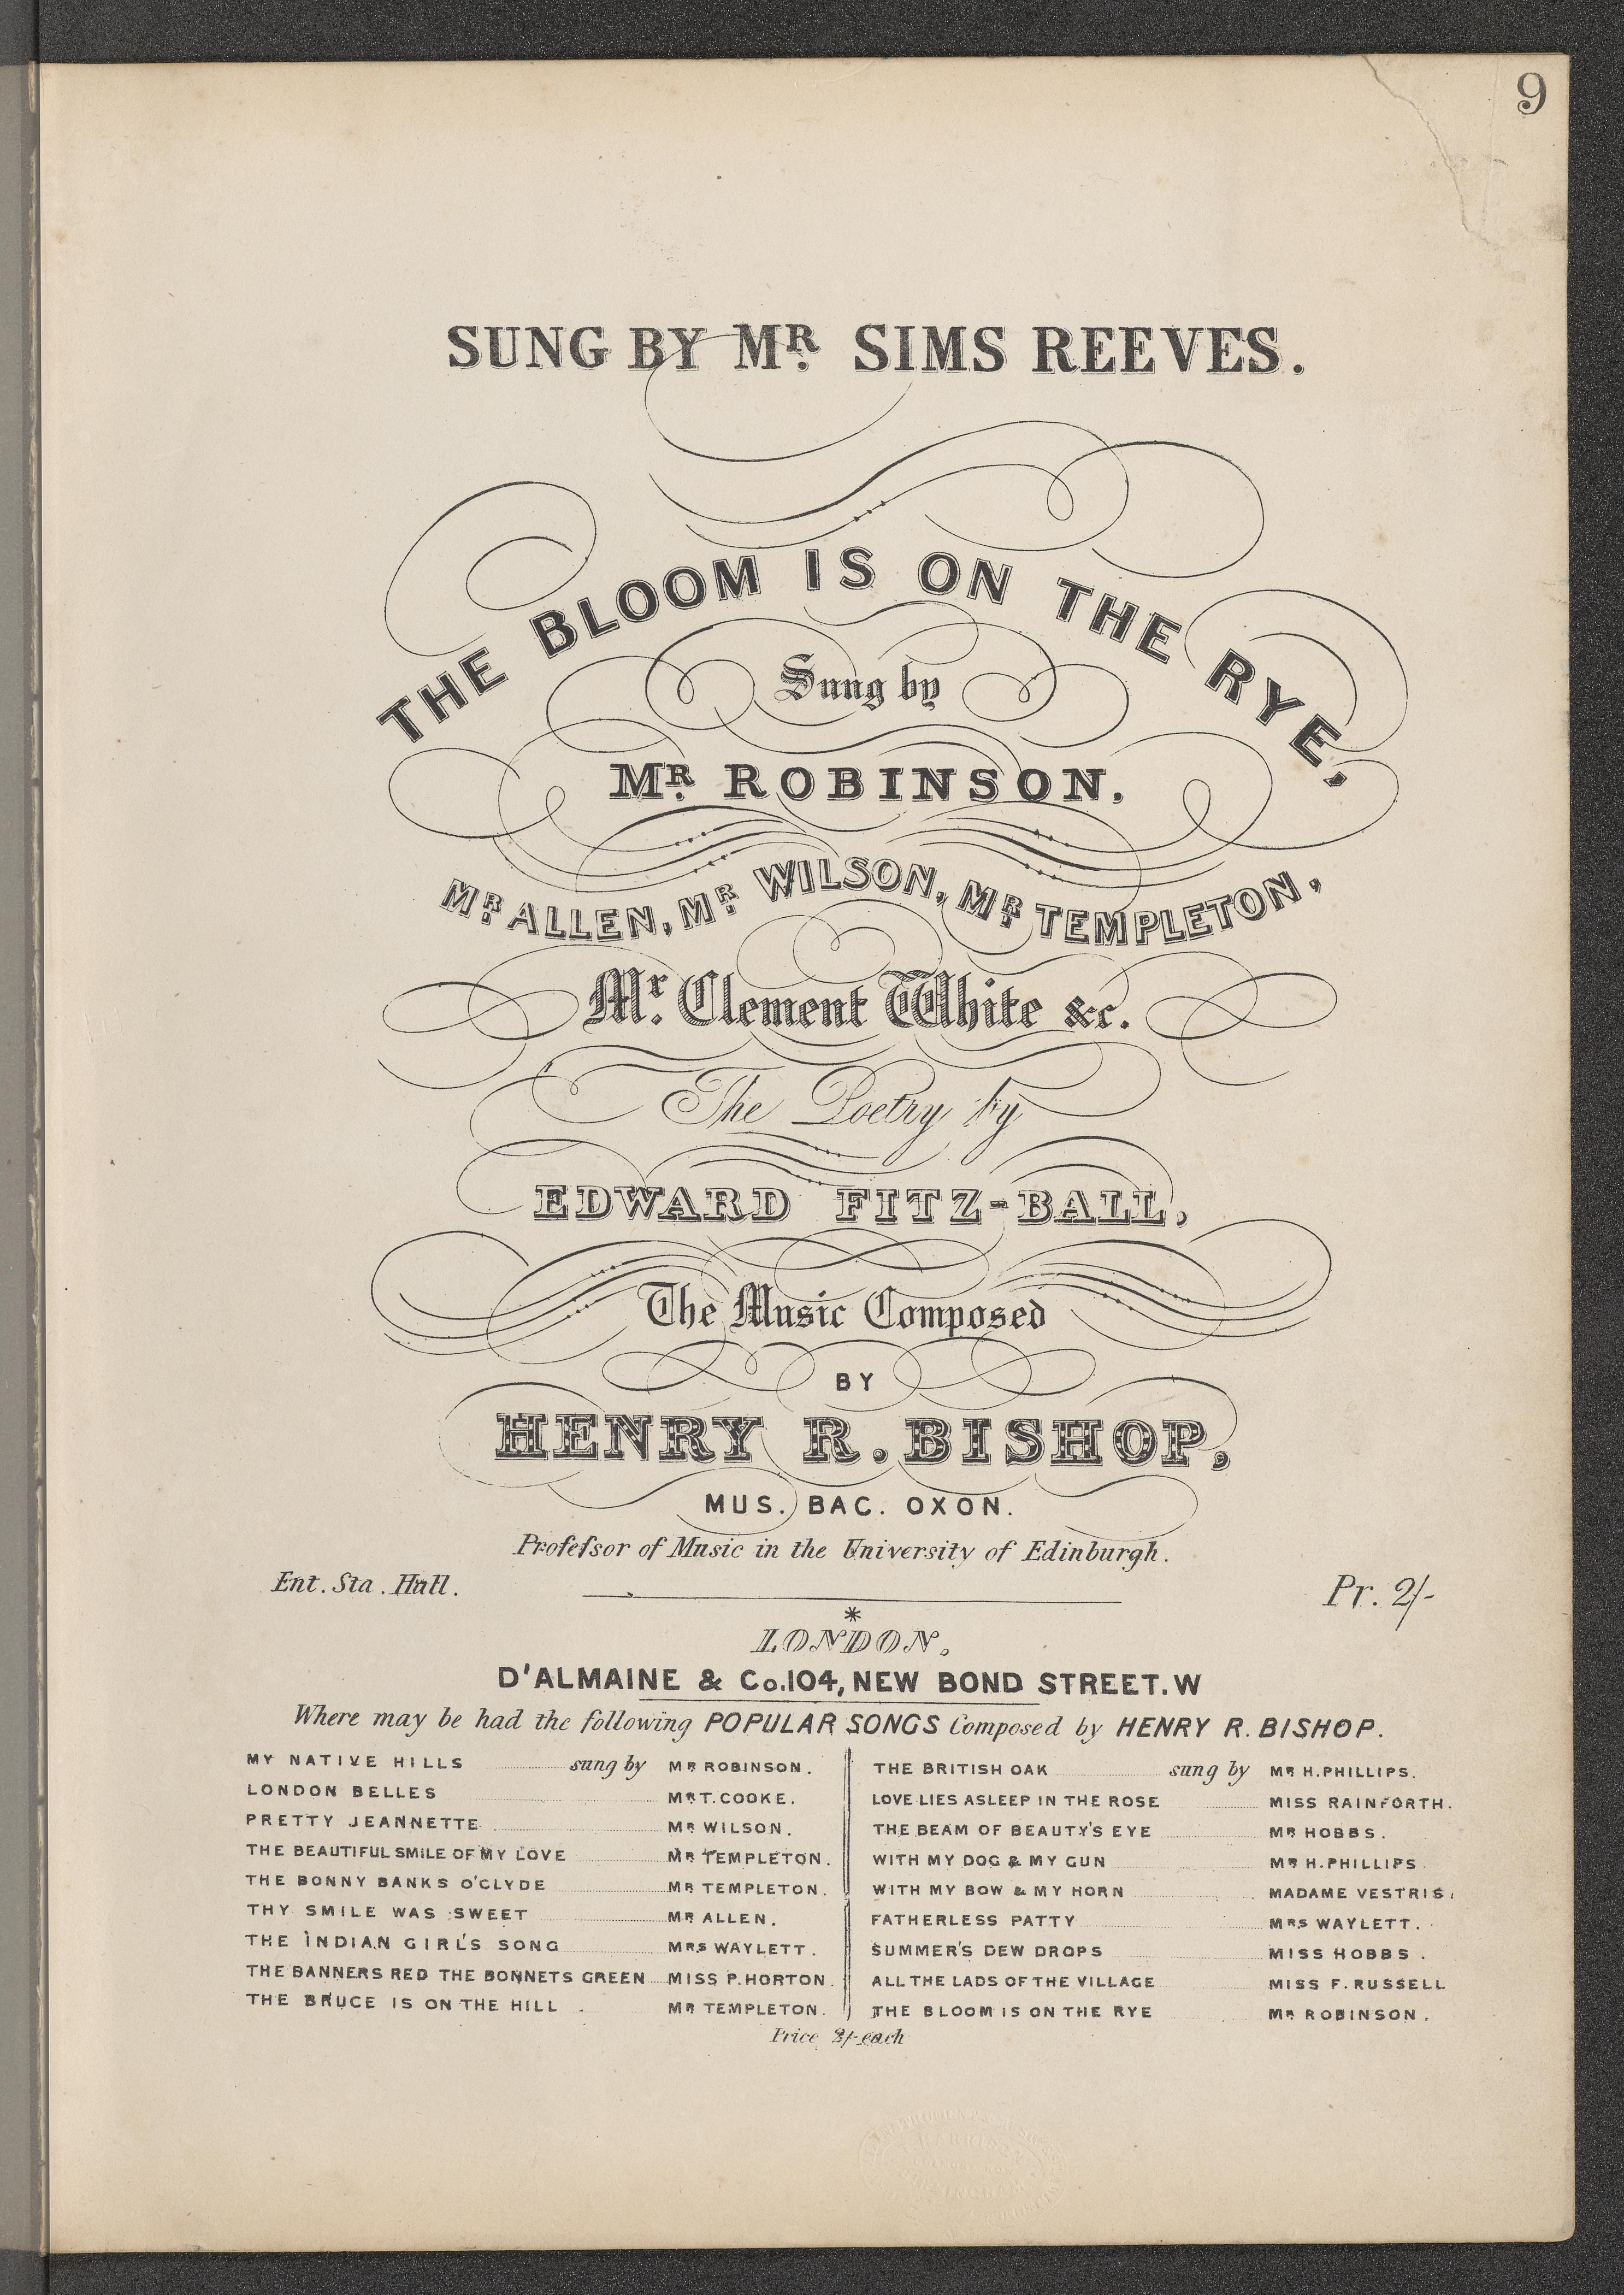 9
SUNG BY MR. SIMS REEVES.
THE BLOOM IS ON THE RYE,
Sung by
MR. ROBINSON.
MR. ALLEN, MR. WILSON, MR. TEMPLETON,
Mr. Clement White &c.
The Poetry by
EDWARD FITZ-BALL,
The Music Composed
BY
HENRY R. BISHOP,
MUS. BAC. OXON.
Profeſsor of Music in the University of Edinburgh.
Ent. Sta. Hall. Pr. 2/-
*
LONDON,
D'ALMAINE & Co. 104, NEW BOND STREET. W
Where may be had the following POPULAR SONGS Composed by HENRY R. BISHOP.
MY NATIVE HILLS sung by MR ROBINSON.
LONDON BELLES MR T. COOKE.
PRETTY JEANNETTE MR WILSON.
THE BEAUTIFUL SMILE OF MY LOVE MR TEMPLETON.
THE BONNY BANKS O'CLYDE MR TEMPLETON.
THY SMILE WAS SWEET MR ALLEN.
THE INDIAN GIRL'S SONG MRS WAYLETT.
THE BANNERS RED THE BONNETS GREEN MISS P. HORTON.
THE BRUCE IS ON THE HILL MR TEMPLETON.
THE BRITISH OAK sung by MR H. PHILLIPS.
LOVE LIES ASLEEP IN THE ROSE MISS RAINFORTH.
THE BEAM OF BEAUTY'S EYE MR HOBBS.
WITH MY DOG & MY GUN MR H. PHILLIPS.
WITH MY BOW & MY HORN MADAME VESTRIS.
FATHERLESS PATTY MRS WAYLETT.
SUMMER'S DEW DROPS MISS HOBBS.
ALL THE LADS OF THE VILLAGE MISS F. RUSSELL
THE BLOOM IS ON THE RYE MR ROBINSON.
Price 2/- each